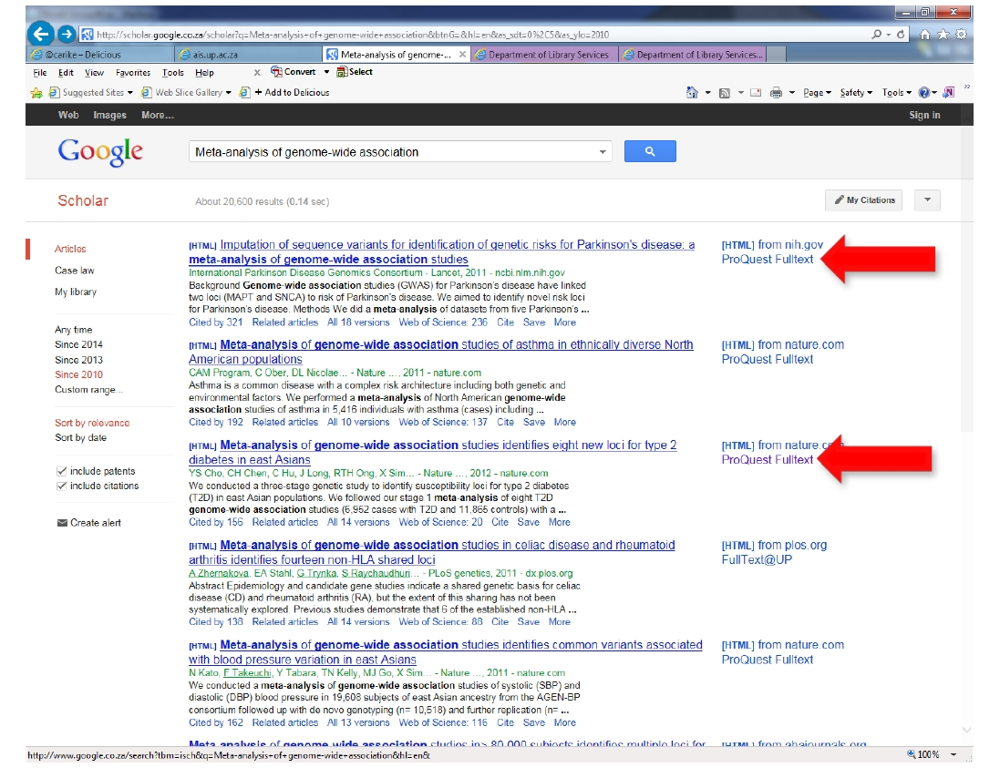 http://scholar.google.co.za/scholar?q=Meta-analysis+of+genome-wide+association&btnG=&hl=en&as_sdt=0%2C5&as_ylo=2010
@carike – Delicious
ais.up.ac.za
Meta-analysis of genome-... ×
Department of Library Services
Department of Library Services...
File Edit View Favorites Tools Help
x Convert Select
Suggested Sites Web Slice Gallery + Add to Delicious
Page Safety Tools
Web Images More... Sign in
Google
Meta-analysis of genome-wide association
Scholar
About 20,600 results (0.14 sec)
My Citations
Articles
Case law
My library
Any time
Since 2014
Since 2013
Since 2010
Custom range...
Sort by relevance
Sort by date
include patents
include citations
Create alert
[HTML] Imputation of sequence variants for identification of genetic risks for Parkinson's disease: a
meta-analysis of genome-wide association studies
International Parkinson Disease Genomics Consortium - Lancet, 2011 - ncbi.nlm.nih.gov
Background Genome-wide association studies (GWAS) for Parkinson's disease have linked
two loci (MAPT and SNCA) to risk of Parkinson's disease. We aimed to identify novel risk loci
for Parkinson's disease. Methods We did a meta-analysis of datasets from five Parkinson's ...
Cited by 321 Related articles All 18 versions Web of Science: 236 Cite Save More
[HTML] from nih.gov
ProQuest Fulltext
[HTML] Meta-analysis of genome-wide association studies of asthma in ethnically diverse North
American populations
CAM Program, C Ober, DL Nicolae... - Nature ..., 2011 - nature.com
Asthma is a common disease with a complex risk architecture including both genetic and
environmental factors. We performed a meta-analysis of North American genome-wide
association studies of asthma in 5,416 individuals with asthma (cases) including ...
Cited by 192 Related articles All 10 versions Web of Science: 137 Cite Save More
[HTML] from nature.com
ProQuest Fulltext
[HTML] Meta-analysis of genome-wide association studies identifies eight new loci for type 2
diabetes in east Asians
YS Cho, CH Chen, C Hu, J Long, RTH Ong, X Sim... - Nature ..., 2012 - nature.com
We conducted a three-stage genetic study to identify susceptibility loci for type 2 diabetes
(T2D) in east Asian populations. We followed our stage 1 meta-analysis of eight T2D
genome-wide association studies (6,952 cases with T2D and 11,865 controls) with a ...
Cited by 156 Related articles All 14 versions Web of Science: 20 Cite Save More
[HTML] from nature.com
ProQuest Fulltext
[HTML] Meta-analysis of genome-wide association studies in celiac disease and rheumatoid
arthritis identifies fourteen non-HLA shared loci
A Zhernakova, EA Stahl, G Trynka, S Raychaudhuri... - PLoS genetics, 2011 - dx.plos.org
Abstract Epidemiology and candidate gene studies indicate a shared genetic basis for celiac
disease (CD) and rheumatoid arthritis (RA), but the extent of this sharing has not been
systematically explored. Previous studies demonstrate that 6 of the established non-HLA ...
Cited by 138 Related articles All 14 versions Web of Science: 88 Cite Save More
[HTML] from plos.org
FullText@UP
[HTML] Meta-analysis of genome-wide association studies identifies common variants associated
with blood pressure variation in east Asians
N Kato, F Takeuchi, Y Tabara, TN Kelly, MJ Go, X Sim... - Nature ..., 2011 - nature.com
We conducted a meta-analysis of genome-wide association studies of systolic (SBP) and
diastolic (DBP) blood pressure in 19,608 subjects of east Asian ancestry from the AGEN-BP
consortium followed up with de novo genotyping (n= 10,518) and further replication (n= ...
Cited by 162 Related articles All 13 versions Web of Science: 116 Cite Save More
[HTML] from nature.com
ProQuest Fulltext
[HTML] Meta-analysis of genome-wide association studies in> 80 000 subjects identifies multiple loci for
[HTML] from ahajournals.org
http://www.google.co.za/search?tbm=isch&q=Meta-analysis+of+genome-wide+association&hl=en&
100%